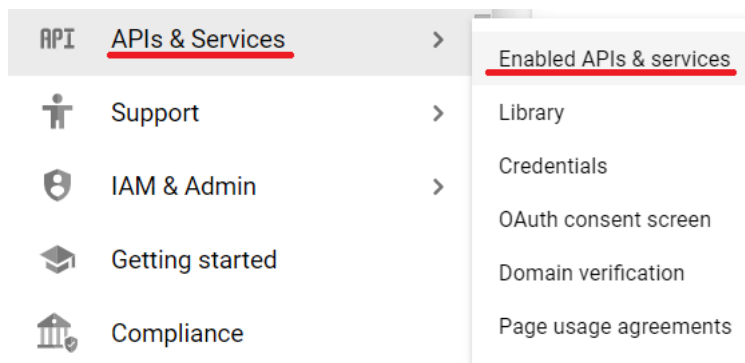 API APIs & Services
Support
IAM & Admin
Getting started
Compliance
Enabled APIs & services
Library
Credentials
OAuth consent screen
Domain verification
Page usage agreements